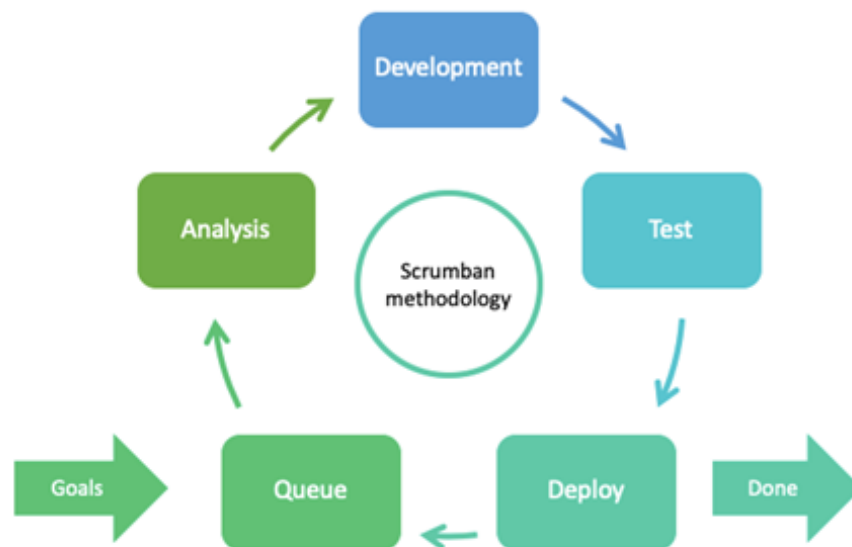 Development
Analysis
Test
Scrumban
methodology
Goals
Queue
Deploy
Done